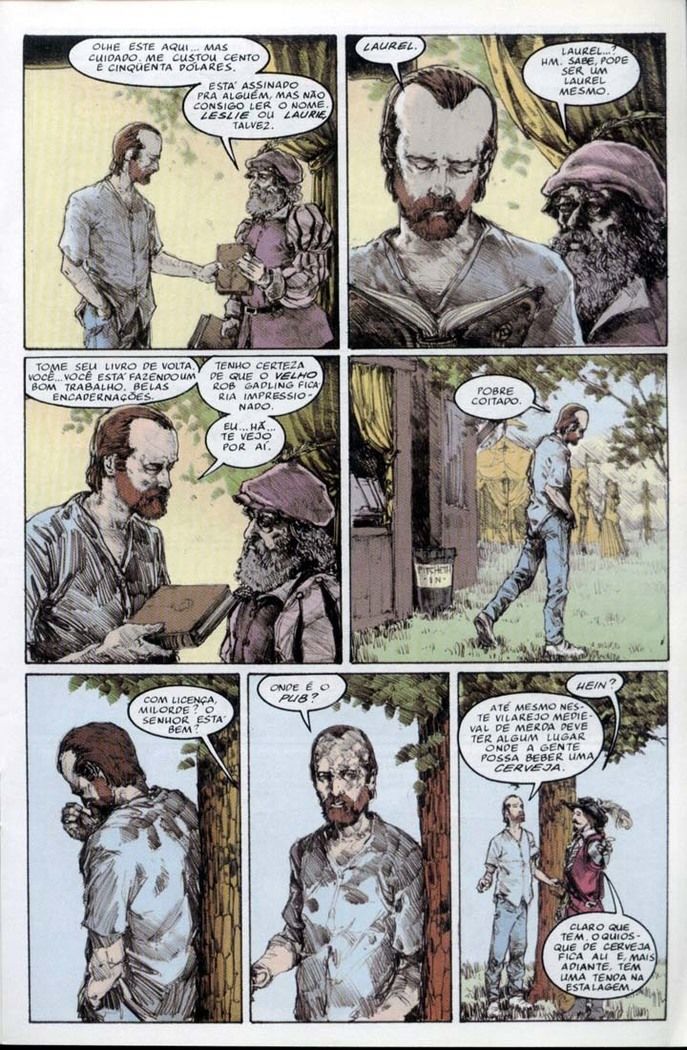 OLHE ESTE AQUI... MAS
CUIDADO. ME CUSTOU CENTO
E CINQÜENTA DÓLARES.
ESTÁ ASSINADO
PRA ALGUÉM, MAS NÃO
CONSIGO LER O NOME.
LESLIE OU LAURIE,
TALVEZ.
LAUREL.
LAUREL...?
HM. SABE, PODE
SER UM
LAUREL
MESMO.
TOME SEU LIVRO DE VOLTA.
VOCÊ... VOCÊ ESTÁ FAZENDO UM
BOM TRABALHO. BELAS
ENCADERNAÇÕES.
TENHO CERTEZA
DE QUE O VELHO
ROB GADLING FICA-
RIA IMPRESSIO-
NADO.
EU... HÃ...
TE VEJO
POR AÍ.
POBRE
COITADO.
PITCHETH
-IN-
COM LICENÇA,
MILORDE? O
SENHOR ESTÁ
BEM?
ONDE É O
PUB?
HEIN?
ATÉ MESMO NES-
TE VILAREJO MEDIE-
VAL DE MERDA DEVE
TER ALGUM LUGAR
ONDE A GENTE
POSSA BEBER UMA
CERVEJA.
CLARO QUE
TEM. O QUIOS-
QUE DE CERVEJA
FICA ALI E, MAIS
ADIANTE, TEM
UMA TENDA NA
ESTALAGEM.